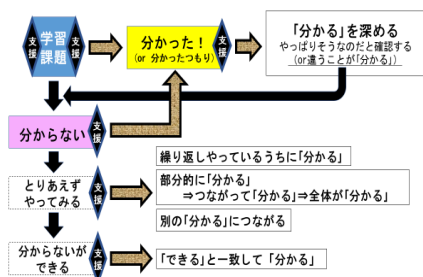 支援
学習
課題
支援
分かった！
(or 分かったつもり)
支援
「分かる」を深める
やっぱりそうなのだと確認する
(or違うことが「分かる」)
分からない
支援
繰り返しやっているうちに「分かる」
とりあえず
やってみる
支援
部分的に「分かる」
⇒つながって「分かる」⇒全体が「分かる」
別の「分かる」につながる
分からないが
できる
支援
「できる」と一致して「分かる」